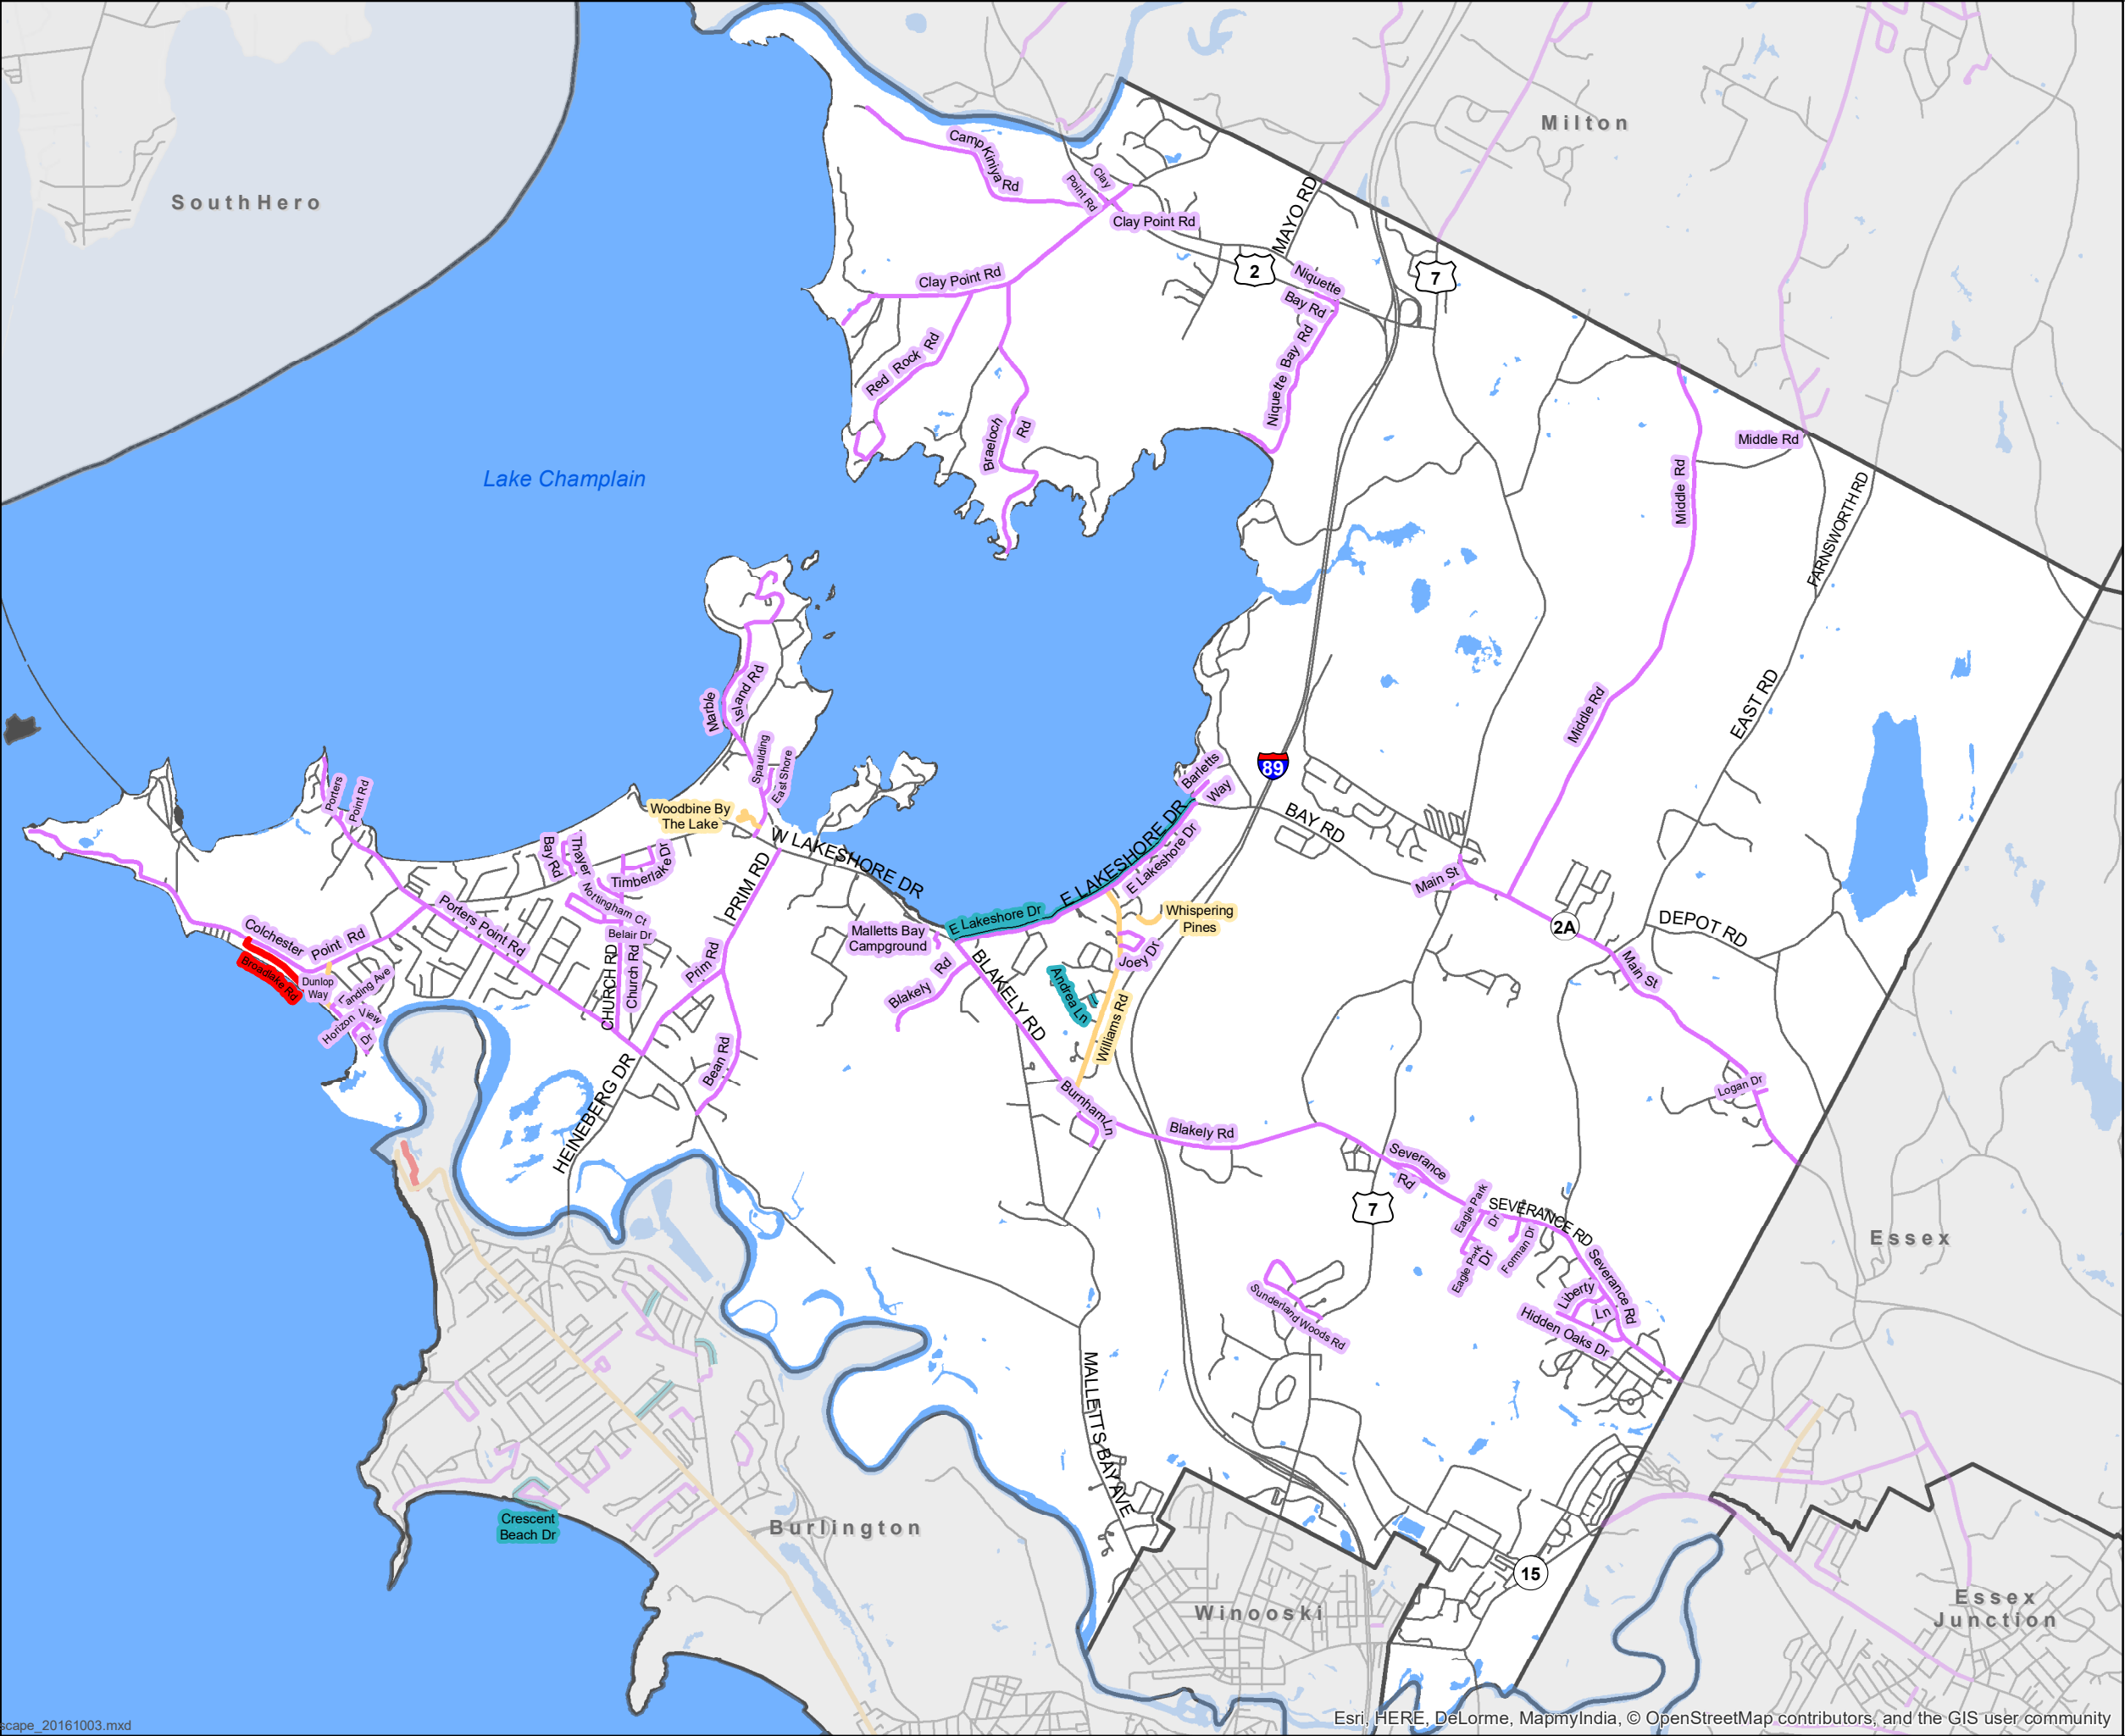 Milton
SouthHero
Camp Kiniya
Rd
Clay
Point Rd
Clay Point Rd
MAYO RD
2
7
Niquette
Bay Rd
Clay Point Rd
Niquette Bay Rd
Red Rock Rd
Braeloch
Rd
Middle Rd
Middle Rd
FARNSWORTH RD
Lake Champlain
Marble
Island Rd
Middle Rd
EAST RD
Spaulding
East Shore
Barletts
Way
89
Porters
Point Rd
Woodbine By
The Lake
W LAKESHORE DR
E LAKESHORE DR
E Lakeshore Dr
BAY RD
Bay Rd
Thayer
Timberlake Dr
PRIM RD
Main St
Nottingham Ct
Porters Point Rd
Belair Dr
E Lakeshore Dr
Whispering
Pines
2A
DEPOT RD
Colchester
Point Rd
Malletts Bay
Campground
Joey Dr
Broadlake Rd
Dunlop
Way
Landing Ave
CHURCH RD
Church Rd
Prim Rd
Blakely
Rd
BLAKELY RD
Andrea Ln
Williams Rd
Main St
Horizon View
Dr
Bean Rd
HEINEBERG DR
Burnham Ln
Blakely Rd
Logan Dr
Severance
Rd
7
Eagle Park
Dr
SEVERANCE RD
Eagle Park
Dr
Forman Dr
Severance Rd
Essex
Liberty
Ln
Sunderland Woods Rd
Hidden Oaks Dr
MALLETTS BAY AVE
Crescent
Beach Dr
Burlington
15
Winooski
Essex
Junction
scape_20161003.mxd
Esri, HERE, DeLorme, MapmyIndia, © OpenStreetMap contributors, and the GIS user community